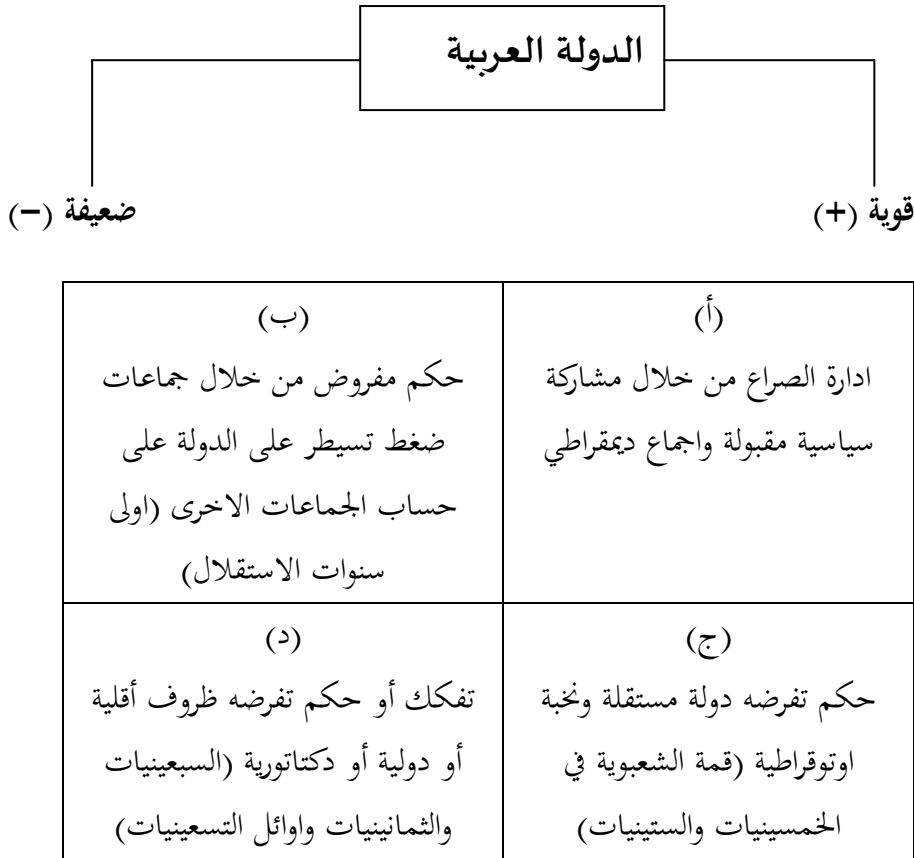 الدولة العربية
قوية (+)
ضعيفة (–)
(أ)
ادارة الصراع من خلال مشاركة
سياسية مقبولة واجماع ديمقراطي
(ب)
حكم مفروض من خلال جماعات
ضغط تسيطر على الدولة على
حساب الجماعات الاخرى (اولى
سنوات الاستقلال)
(ج)
حكم تفرضه دولة مستقلة ونخبة
اوتوقراطية (قمة الشعبوية في
الخمسينيات والستينيات)
(د)
تفكك أو حكم تفرضه ظروف أقلية
أو دولية أو دكتاتورية (السبعينيات
والثمانينيات واوائل التسعينيات)